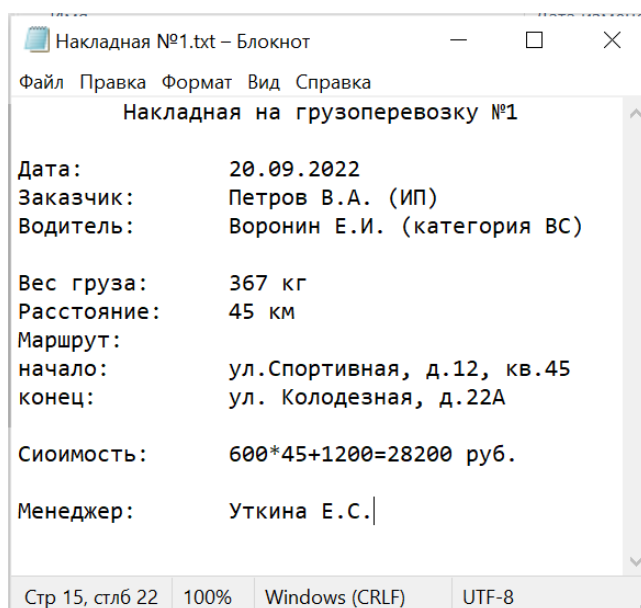 Накладная №1.txt – Блокнот
Файл Правка Формат Вид Справка
Накладная на грузоперевозку №1
Дата: 20.09.2022
Заказчик: Петров В.А. (ИП)
Водитель: Воронин Е.И. (категория ВС)
Вес груза: 367 кг
Расстояние: 45 км
Маршрут:
начало: ул.Спортивная, д.12, кв.45
конец: ул. Колодезная, д.22А
Сиоимость: 600*45+1200=28200 руб.
Менеджер: Уткина Е.С.
Стр 15, стлб 22 100% Windows (CRLF) UTF-8